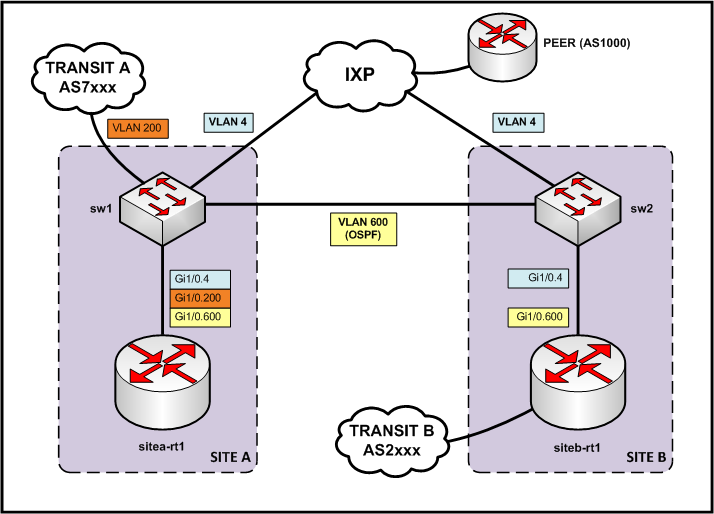 PEER (AS1000)
IXP
TRANSIT A
AS7xxx
VLAN 200
VLAN 4
VLAN 4
sw1
sw2
VLAN 600
(OSPF)
Gi1/0.4
Gi1/0.200
Gi1/0.600
Gi1/0.4
Gi1/0.600
sitea-rt1
SITE A
TRANSIT B
AS2xxx
siteb-rt1
SITE B